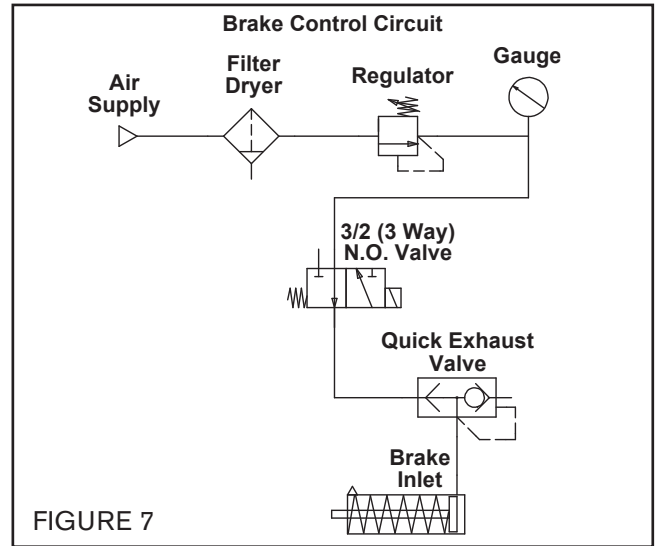 Brake Control Circuit
Air
Supply
Filter
Dryer
Regulator
Gauge
3/2 (3 Way)
N.O. Valve
Quick Exhaust
Valve
Brake
Inlet
FIGURE 7